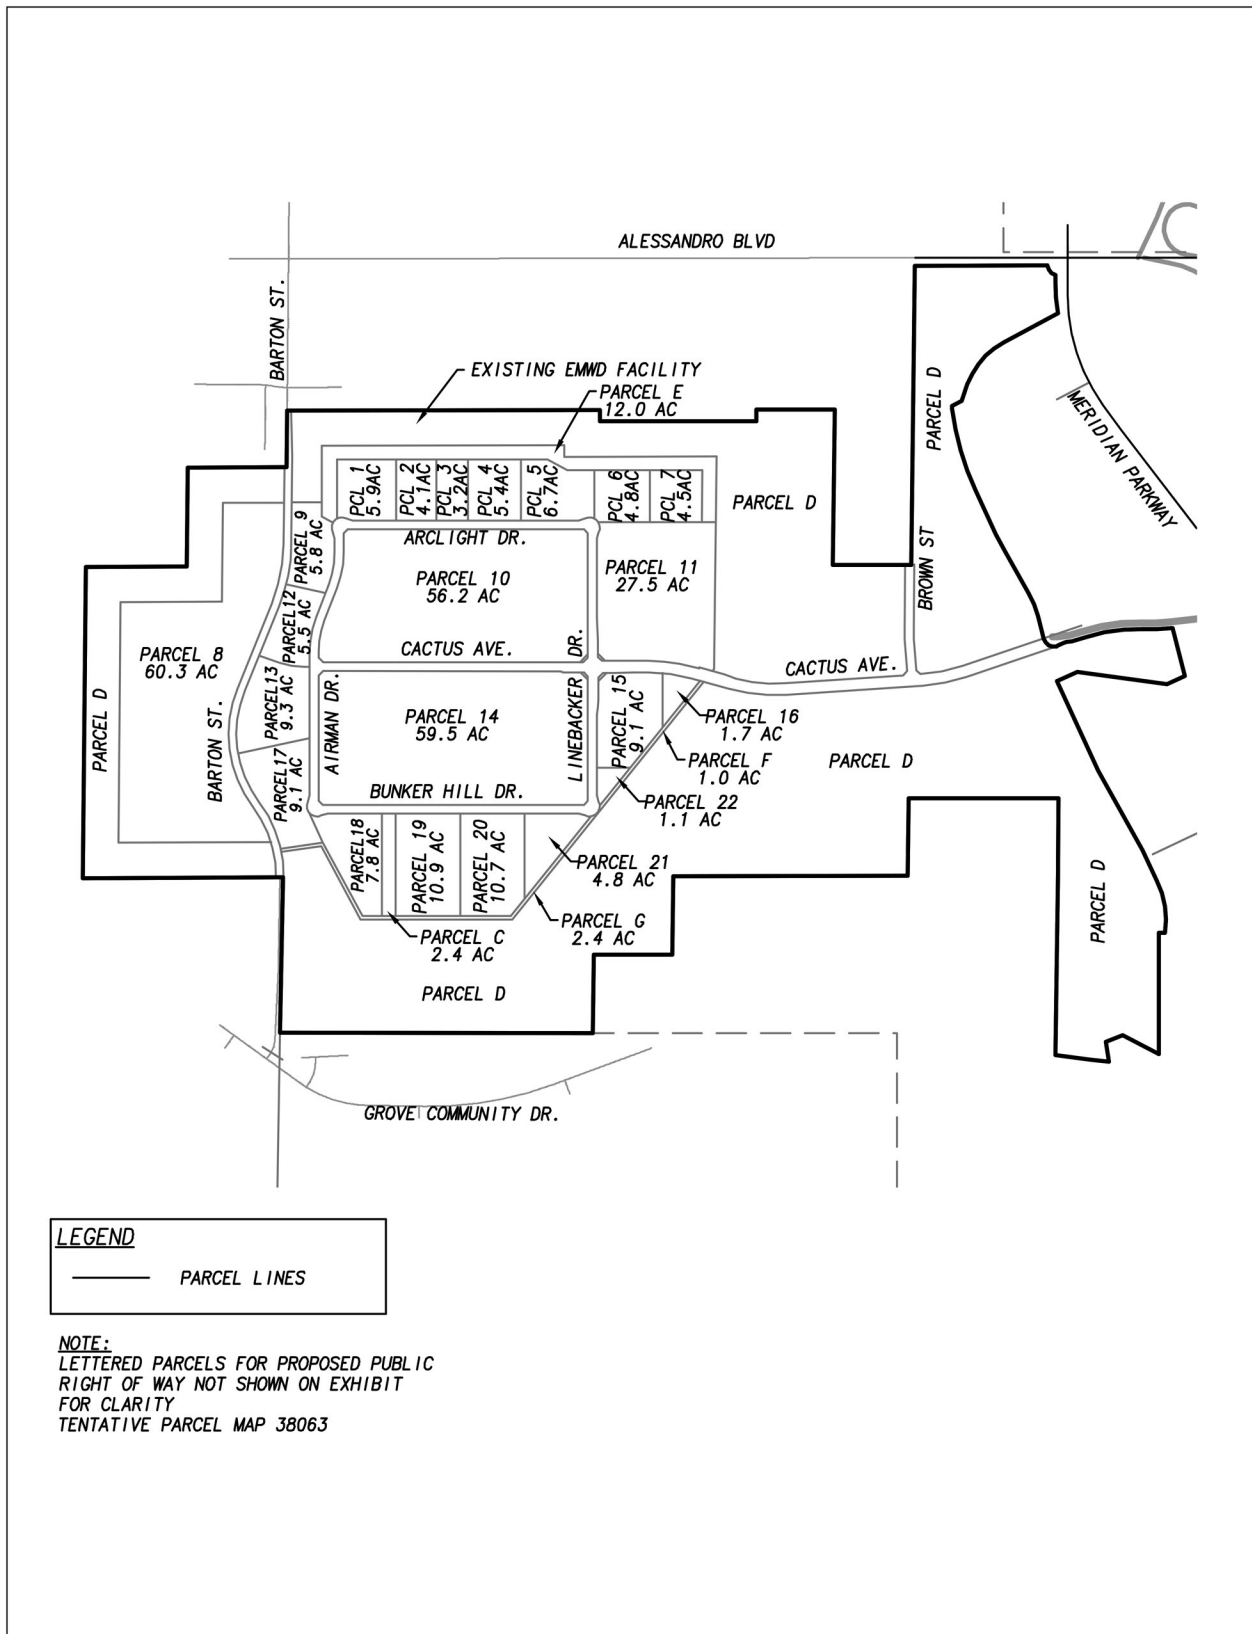 ALESSANDRO BLVD
BARTON ST.
EXISTING EMWD FACILITY
PARCEL E
12.0 AC
PARCEL D
MERIDIAN PARKWAY
PCL 1
5.9AC
PCL 2
4.1AC
PCL 3
3.2AC
PCL 4
5.4AC
PCL 5
6.7AC
PCL 6
4.8AC
PCL 7
4.5AC
PARCEL D
PARCEL 9
5.8 AC
ARCLIGHT DR.
PARCEL 10
56.2 AC
PARCEL 11
27.5 AC
BROWN ST
PARCEL12
5.5 AC
PARCEL 8
60.3 AC
CACTUS AVE.
LINEBACKER DR.
CACTUS AVE.
PARCEL D
BARTON ST.
PARCEL13
9.3 AC
AIRMAN DR.
PARCEL 14
59.5 AC
PARCEL 15
9.1 AC
PARCEL 16
1.7 AC
PARCEL F
1.0 AC
PARCEL D
PARCEL17
9.1 AC
BUNKER HILL DR.
PARCEL 22
1.1 AC
PARCEL18
7.8 AC
PARCEL 19
10.9 AC
PARCEL 20
10.7 AC
PARCEL 21
4.8 AC
PARCEL D
PARCEL G
2.4 AC
PARCEL C
2.4 AC
PARCEL D
GROVE COMMUNITY DR.
LEGEND
PARCEL LINES
NOTE:
LETTERED PARCELS FOR PROPOSED PUBLIC
RIGHT OF WAY NOT SHOWN ON EXHIBIT
FOR CLARITY
TENTATIVE PARCEL MAP 38063